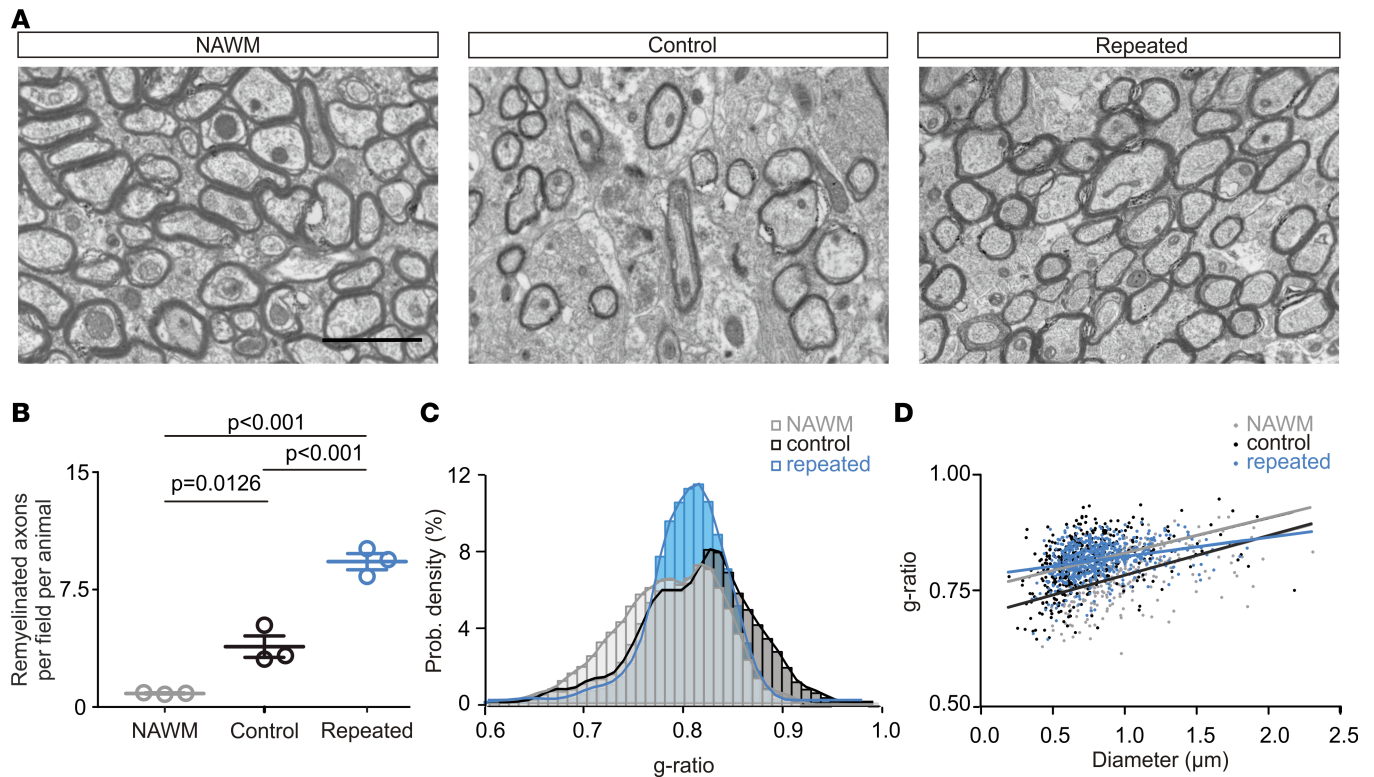 A
NAWM
Control
Repeated
B
p<0.001
p<0.001
p=0.0126
Remyelinated axons
per field per animal
15
7.5
0
NAWM
Control
Repeated
C
NAWM
control
repeated
Prob. density (%)
12
8
4
0
0.6
0.7
0.8
0.9
1.0
g-ratio
D
NAWM
control
repeated
g-ratio
1.00
0.75
0.50
0.0
0.5
1.0
1.5
2.0
2.5
Diameter (μm)